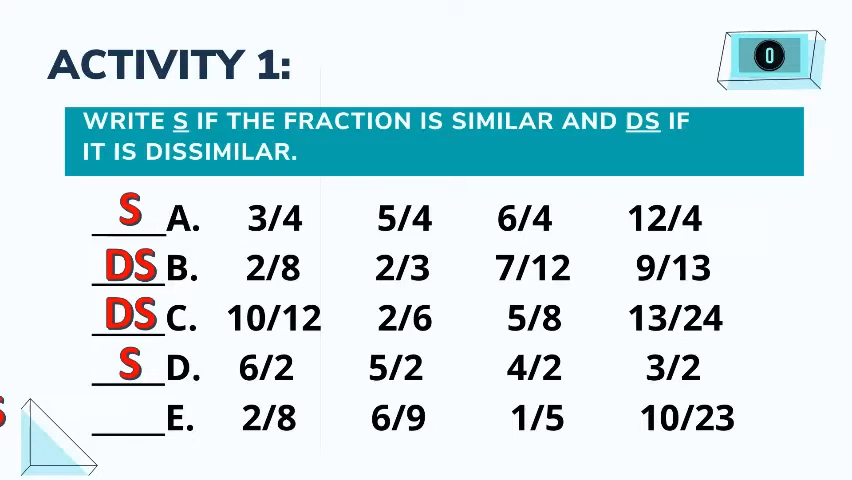 ACTIVITY 1:
0
WRITE S IF THE FRACTION IS SIMILAR AND DS IF
IT IS DISSIMILAR.
S A. 3/4 5/4 6/4 12/4
DS B. 2/8 2/3 7/12 9/13
DS C. 10/12 2/6 5/8 13/24
S D. 6/2 5/2 4/2 3/2
_____E. 2/8 6/9 1/5 10/23